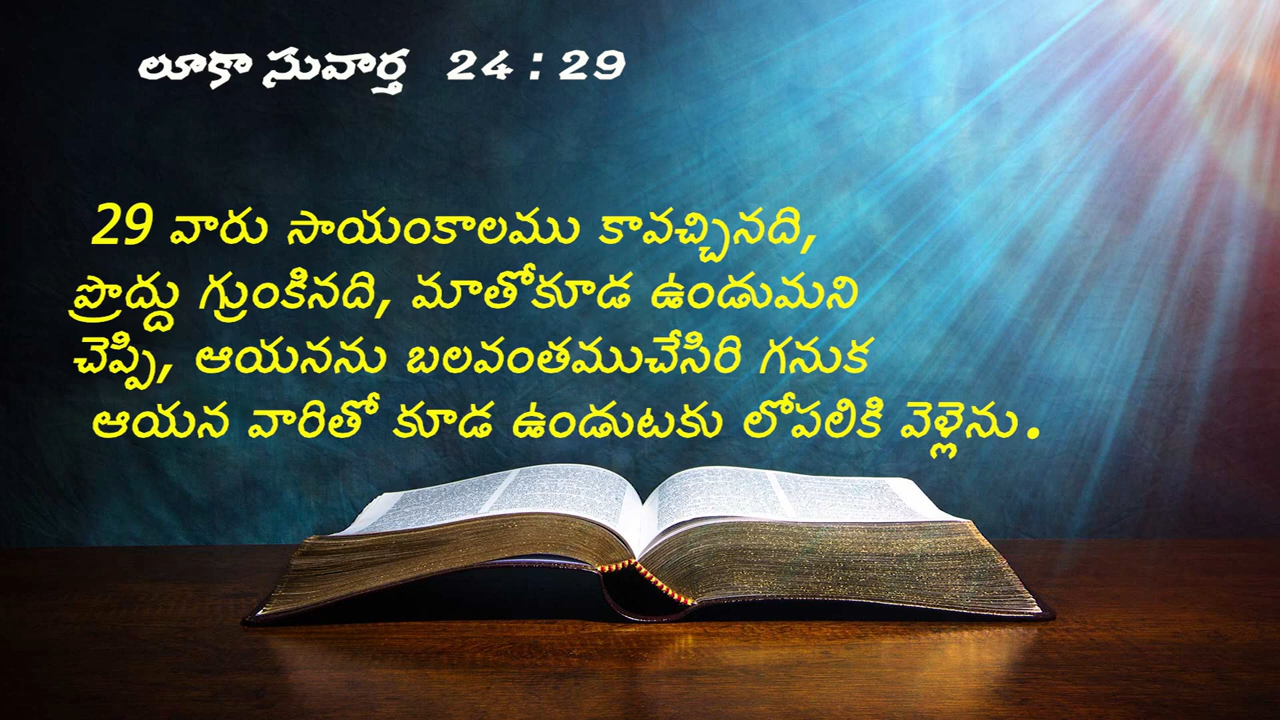 లూకా సువార్త 24 : 29
29 వారు సాయంకాలము కావచ్చినది,
ప్రొద్దు గ్రుంకినది, మాతోకూడ ఉండుమని
చెప్పి, ఆయనను బలవంతముచేసిరి గనుక
ఆయన వారితో కూడ ఉండుటకు లోపలికి వెళ్లెను.